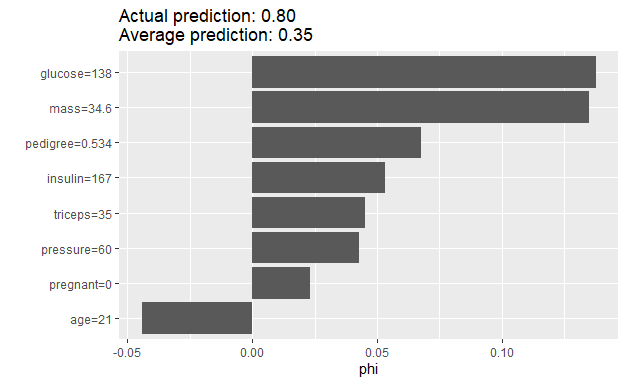 Actual prediction: 0.80
Average prediction: 0.35
glucose=138
mass=34.6
pedigree=0.534
insulin=167
triceps=35
pressure=60
pregnant=0
age=21
-0.05 0.00 0.05 0.10
phi